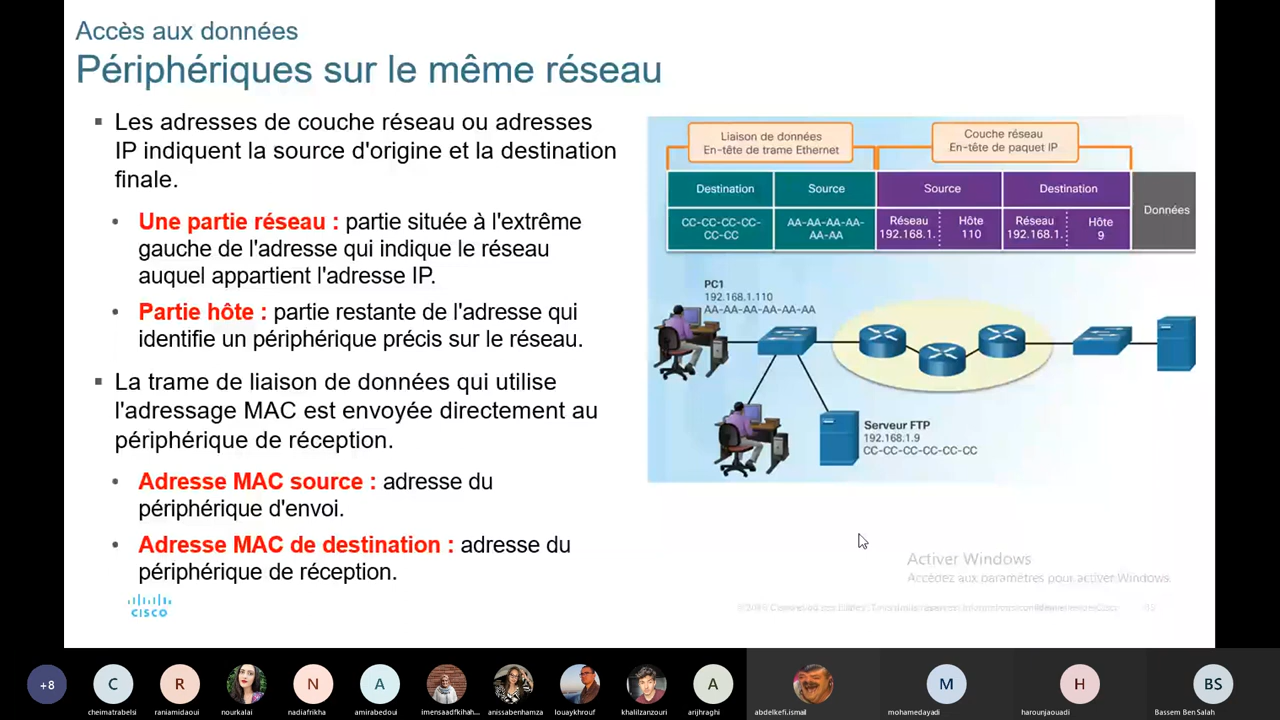 Accès aux données
Périphériques sur le même réseau
Les adresses de couche réseau ou adresses
IP indiquent la source d'origine et la destination
finale.
Une partie réseau : partie située à l'extrême
gauche de l'adresse qui indique le réseau
auquel appartient l'adresse IP.
Partie hôte : partie restante de l'adresse qui
identifie un périphérique précis sur le réseau.
La trame de liaison de données qui utilise
l'adressage MAC est envoyée directement au
périphérique de réception.
Adresse MAC source : adresse du
périphérique d'envoi.
Adresse MAC de destination : adresse du
périphérique de réception.
CISCO
Liaison de données
En-tête de trame Ethernet
Couche réseau
En-tête de paquet IP
Destination
Source
Source
Destination
Données
CC-CC-CC-CC-
CC-CC
AA-AA-AA-AA-
AA-AA
Réseau
192.168.1.
Hôte
110
Réseau
192.168.1.
Hôte
9
PC1
192.168.1.110
AA-AA-AA-AA-AA-AA
Serveur FTP
192.168.1.9
CC-CC-CC-CC-CC-CC
Activer Windows
Accédez aux paramètres pour activer Windows.
+8
C
R
N
A
A
M
H
BS
cheimatrabelsi
raniamidaoui
nourkalai
nadiafrikha
amirabedoui
imensaadfkihah...
anissabenhamza
louaykhrouf
khalilzanzouri
arijhraghi
abdelkefi.ismail
mohamedayadi
harounjaouadi
Bassem Ben Salah